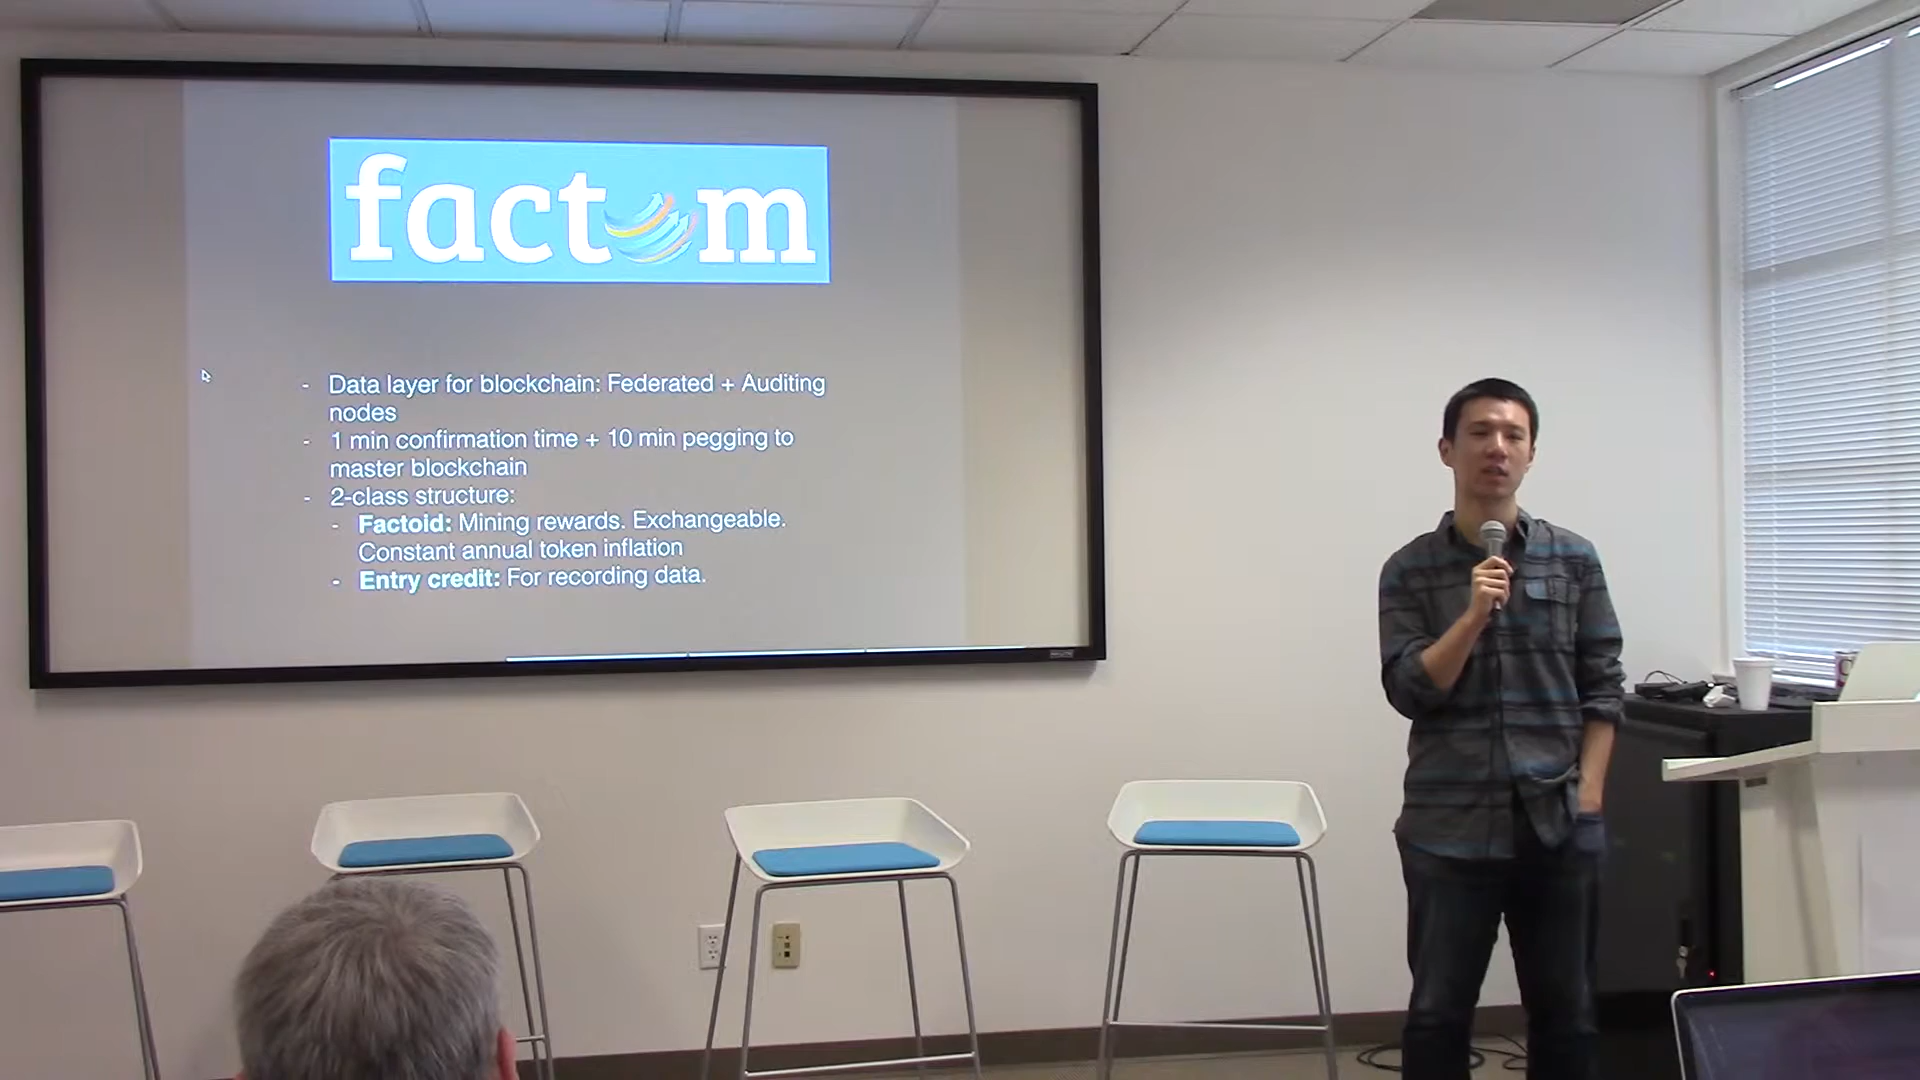 factom
- Data layer for blockchain: Federated + Auditing
nodes
- 1 min confirmation time + 10 min pegging to
master blockchain
- 2-class structure:
- Factoid: Mining rewards. Exchangeable.
Constant annual token inflation
- Entry credit: For recording data.